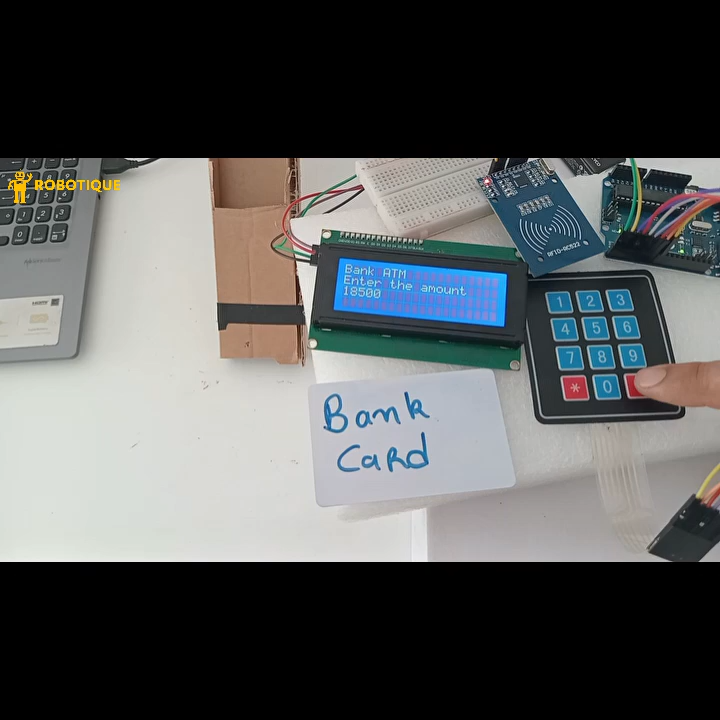 ROBOTIQUE
Bank ATM
Enter the amount
18500
RFID-RC522
1 2 3
4 5 6
7 8 9
* 0
Bank
Card